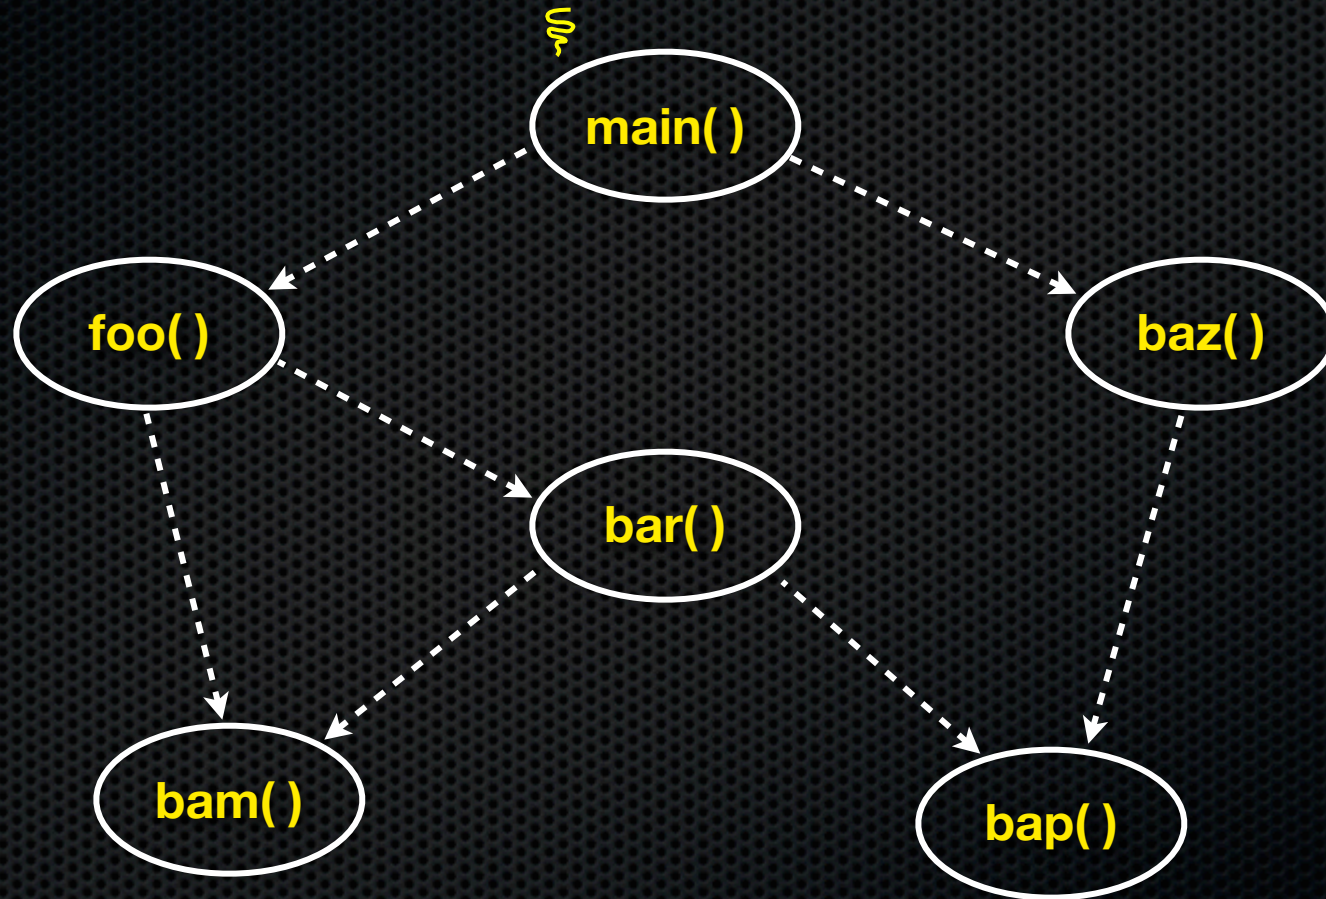 main( )
foo( )
baz( )
bar( )
bam( )
bap( )